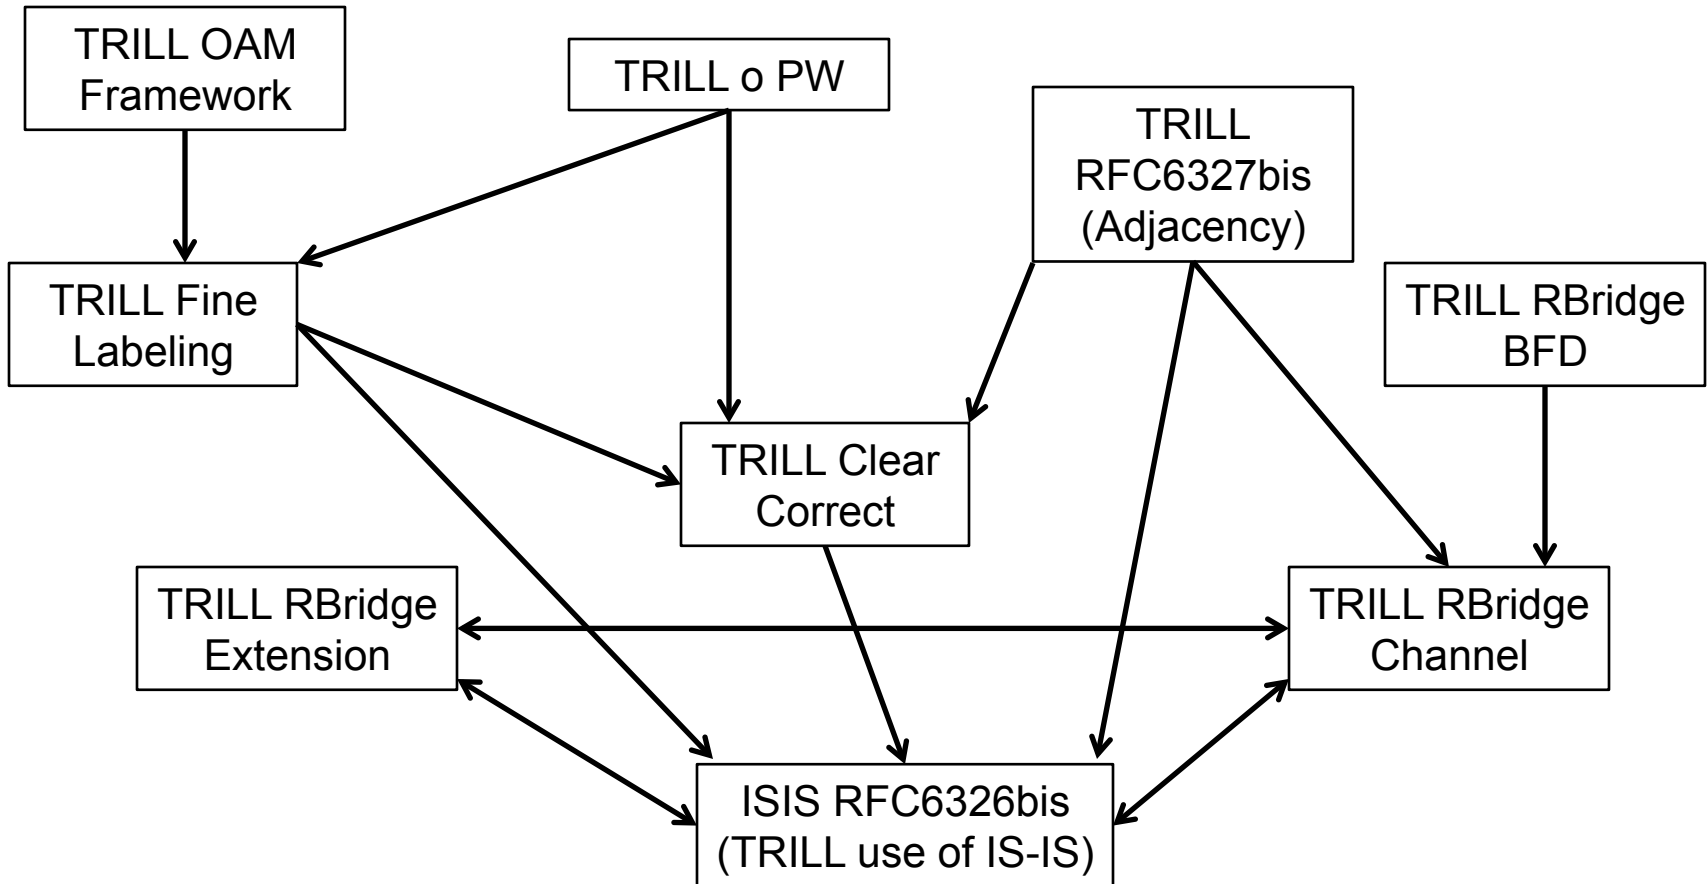 TRILL OAM
Framework
TRILL o PW
TRILL
RFC6327bis
(Adjacency)
TRILL Fine
Labeling
TRILL RBridge
BFD
TRILL Clear
Correct
TRILL RBridge
Extension
TRILL RBridge
Channel
ISIS RFC6326bis
(TRILL use of IS-IS)